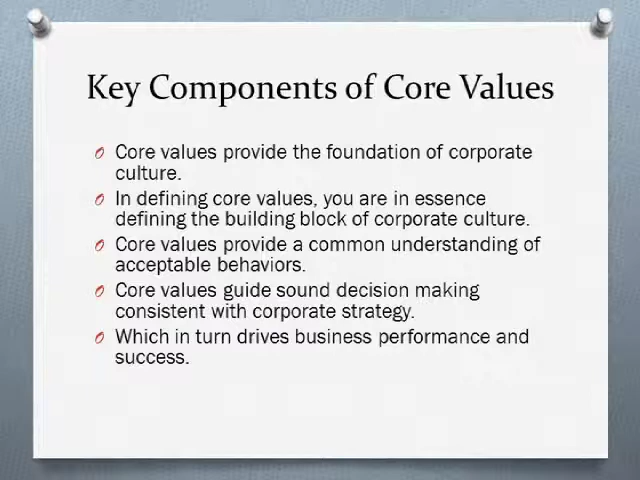 Key Components of Core Values
Core values provide the foundation of corporate
culture.
In defining core values, you are in essence
defining the building block of corporate culture.
Core values provide a common understanding of
acceptable behaviors.
Core values guide sound decision making
consistent with corporate strategy.
Which in turn drives business performance and
success.